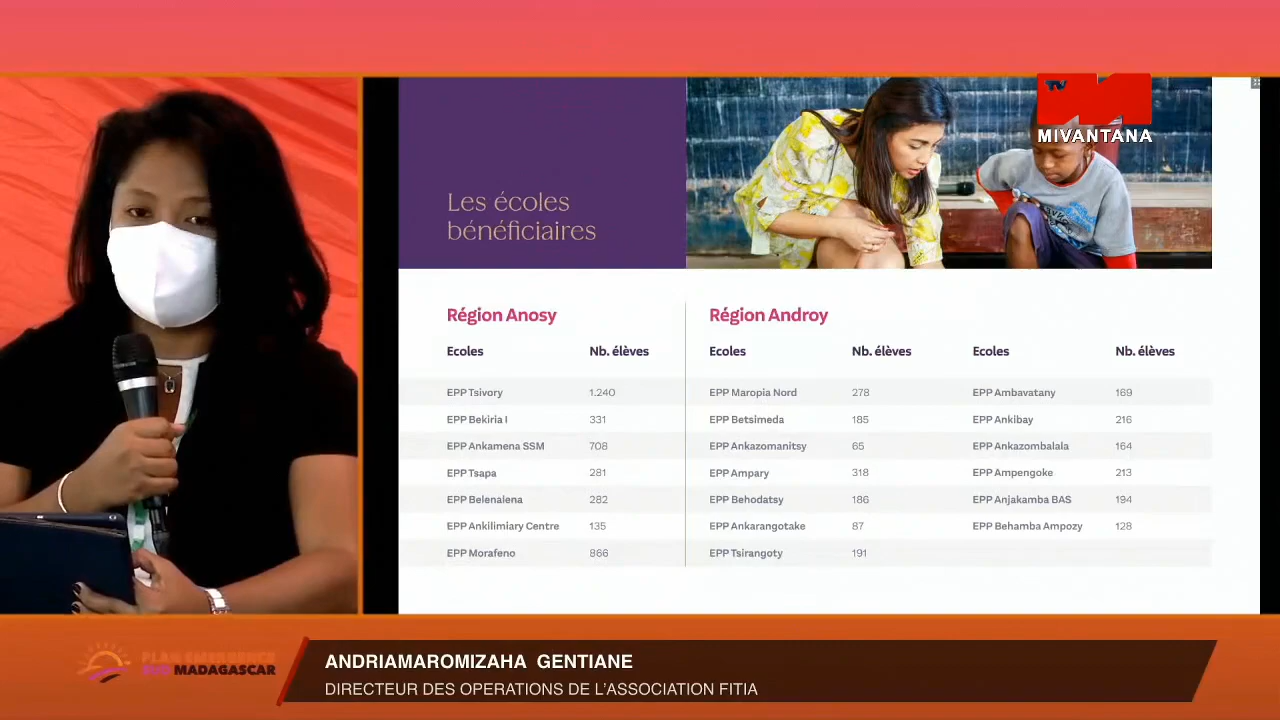 TV
MIVANTANA
Les écoles
bénéficiaires
Région Anosy
Ecoles Nb. élèves
EPP Tsivory 1.240
EPP Bekiria I 331
EPP Ankamena SSM 708
EPP Tsapa 281
EPP Belenalena 282
EPP Ankilimiary Centre 135
EPP Morafeno 866
Région Androy
Ecoles Nb. élèves Ecoles Nb. élèves
EPP Maropia Nord 278 EPP Ambavatany 169
EPP Betsimeda 185 EPP Ankibay 216
EPP Ankazomanitsy 65 EPP Ankazombalala 164
EPP Ampary 318 EPP Ampengoke 213
EPP Behodatsy 186 EPP Anjakamba BAS 194
EPP Ankarangotake 87 EPP Behamba Ampozy 128
EPP Tsirangoty 191
PLAN EMERGENCE
SUD MADAGASCAR
ANDRIAMAROMIZAHA GENTIANE
DIRECTEUR DES OPERATIONS DE L'ASSOCIATION FITIA